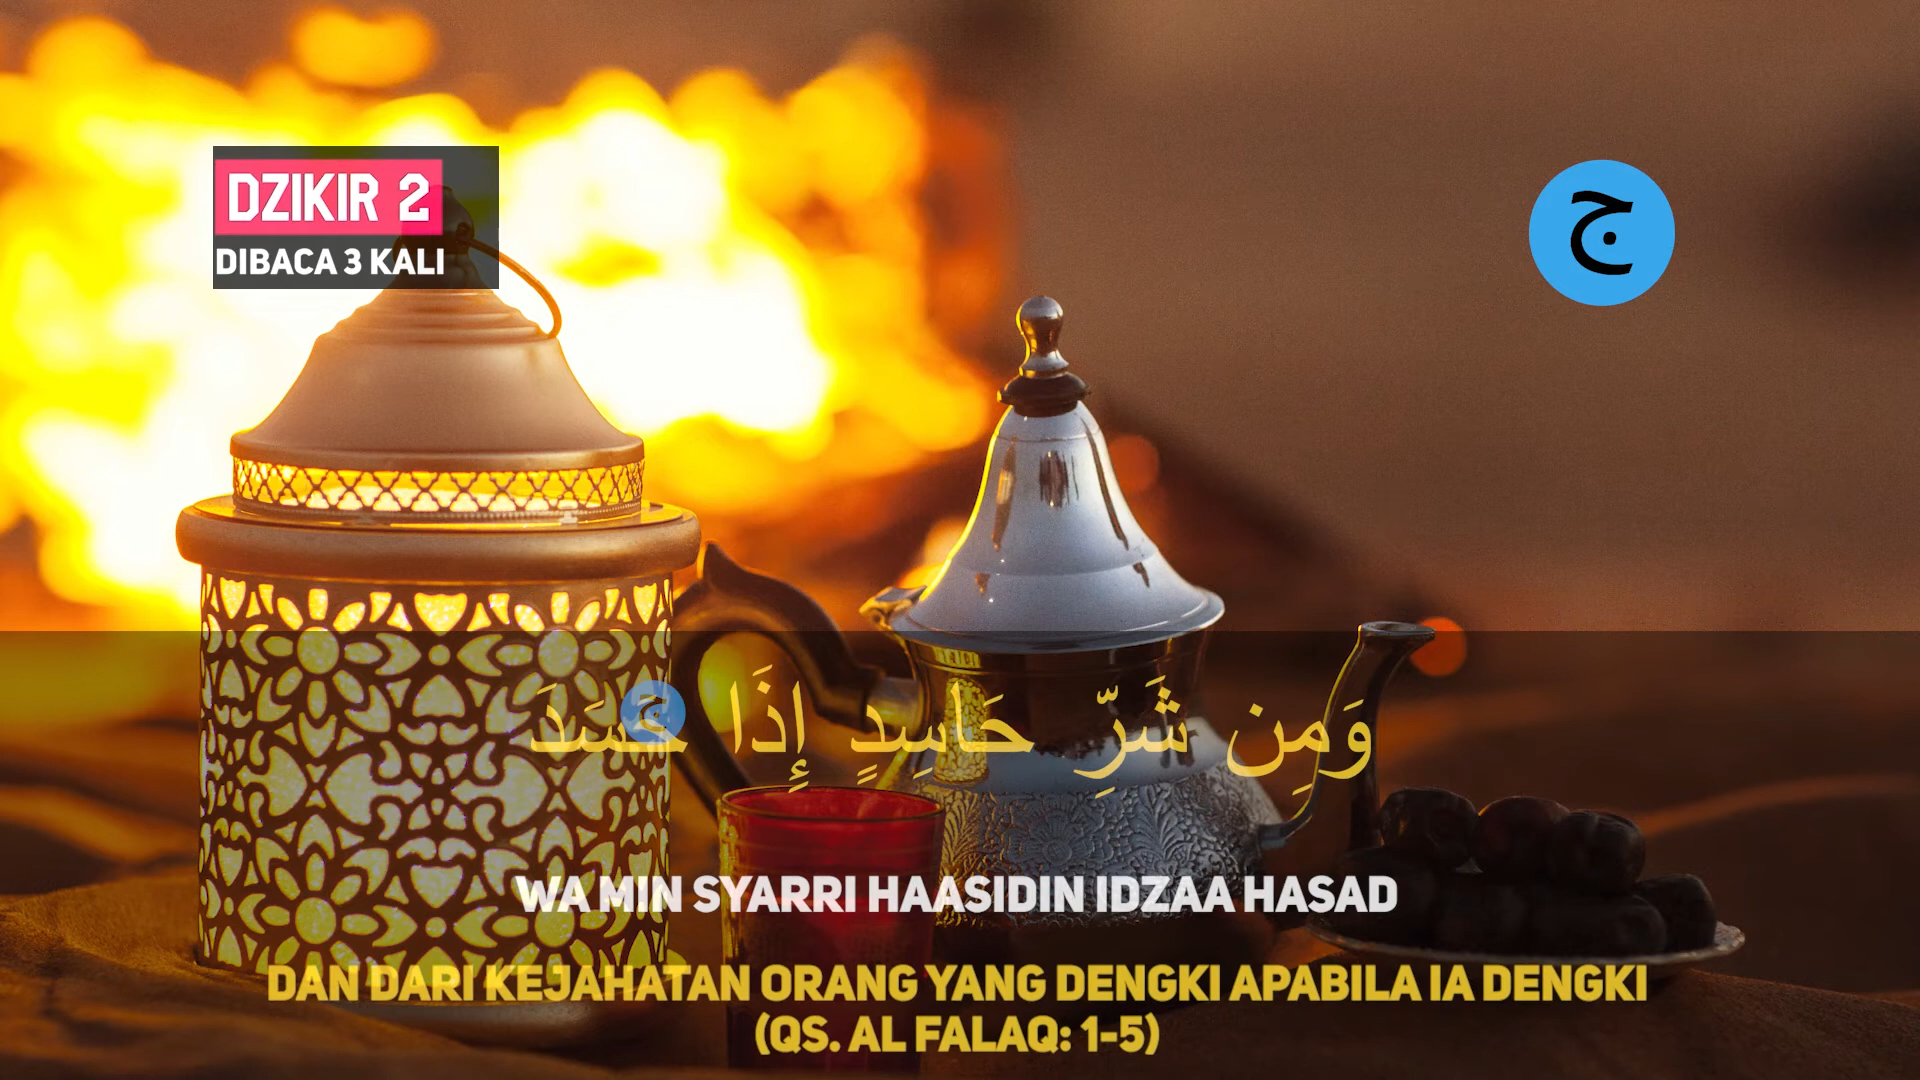 DZIKIR 2
DIBACA 3 KALI
ج
وَمِن شَرِّ حَاسِدٍ إِذَا حَسَدَ
ج
WA MIN SYARRI HAASIDIN IDZAA HASAD
DAN DARI KEJAHATAN ORANG YANG DENGKI APABILA IA DENGKI
(QS. AL FALAQ: 1-5)